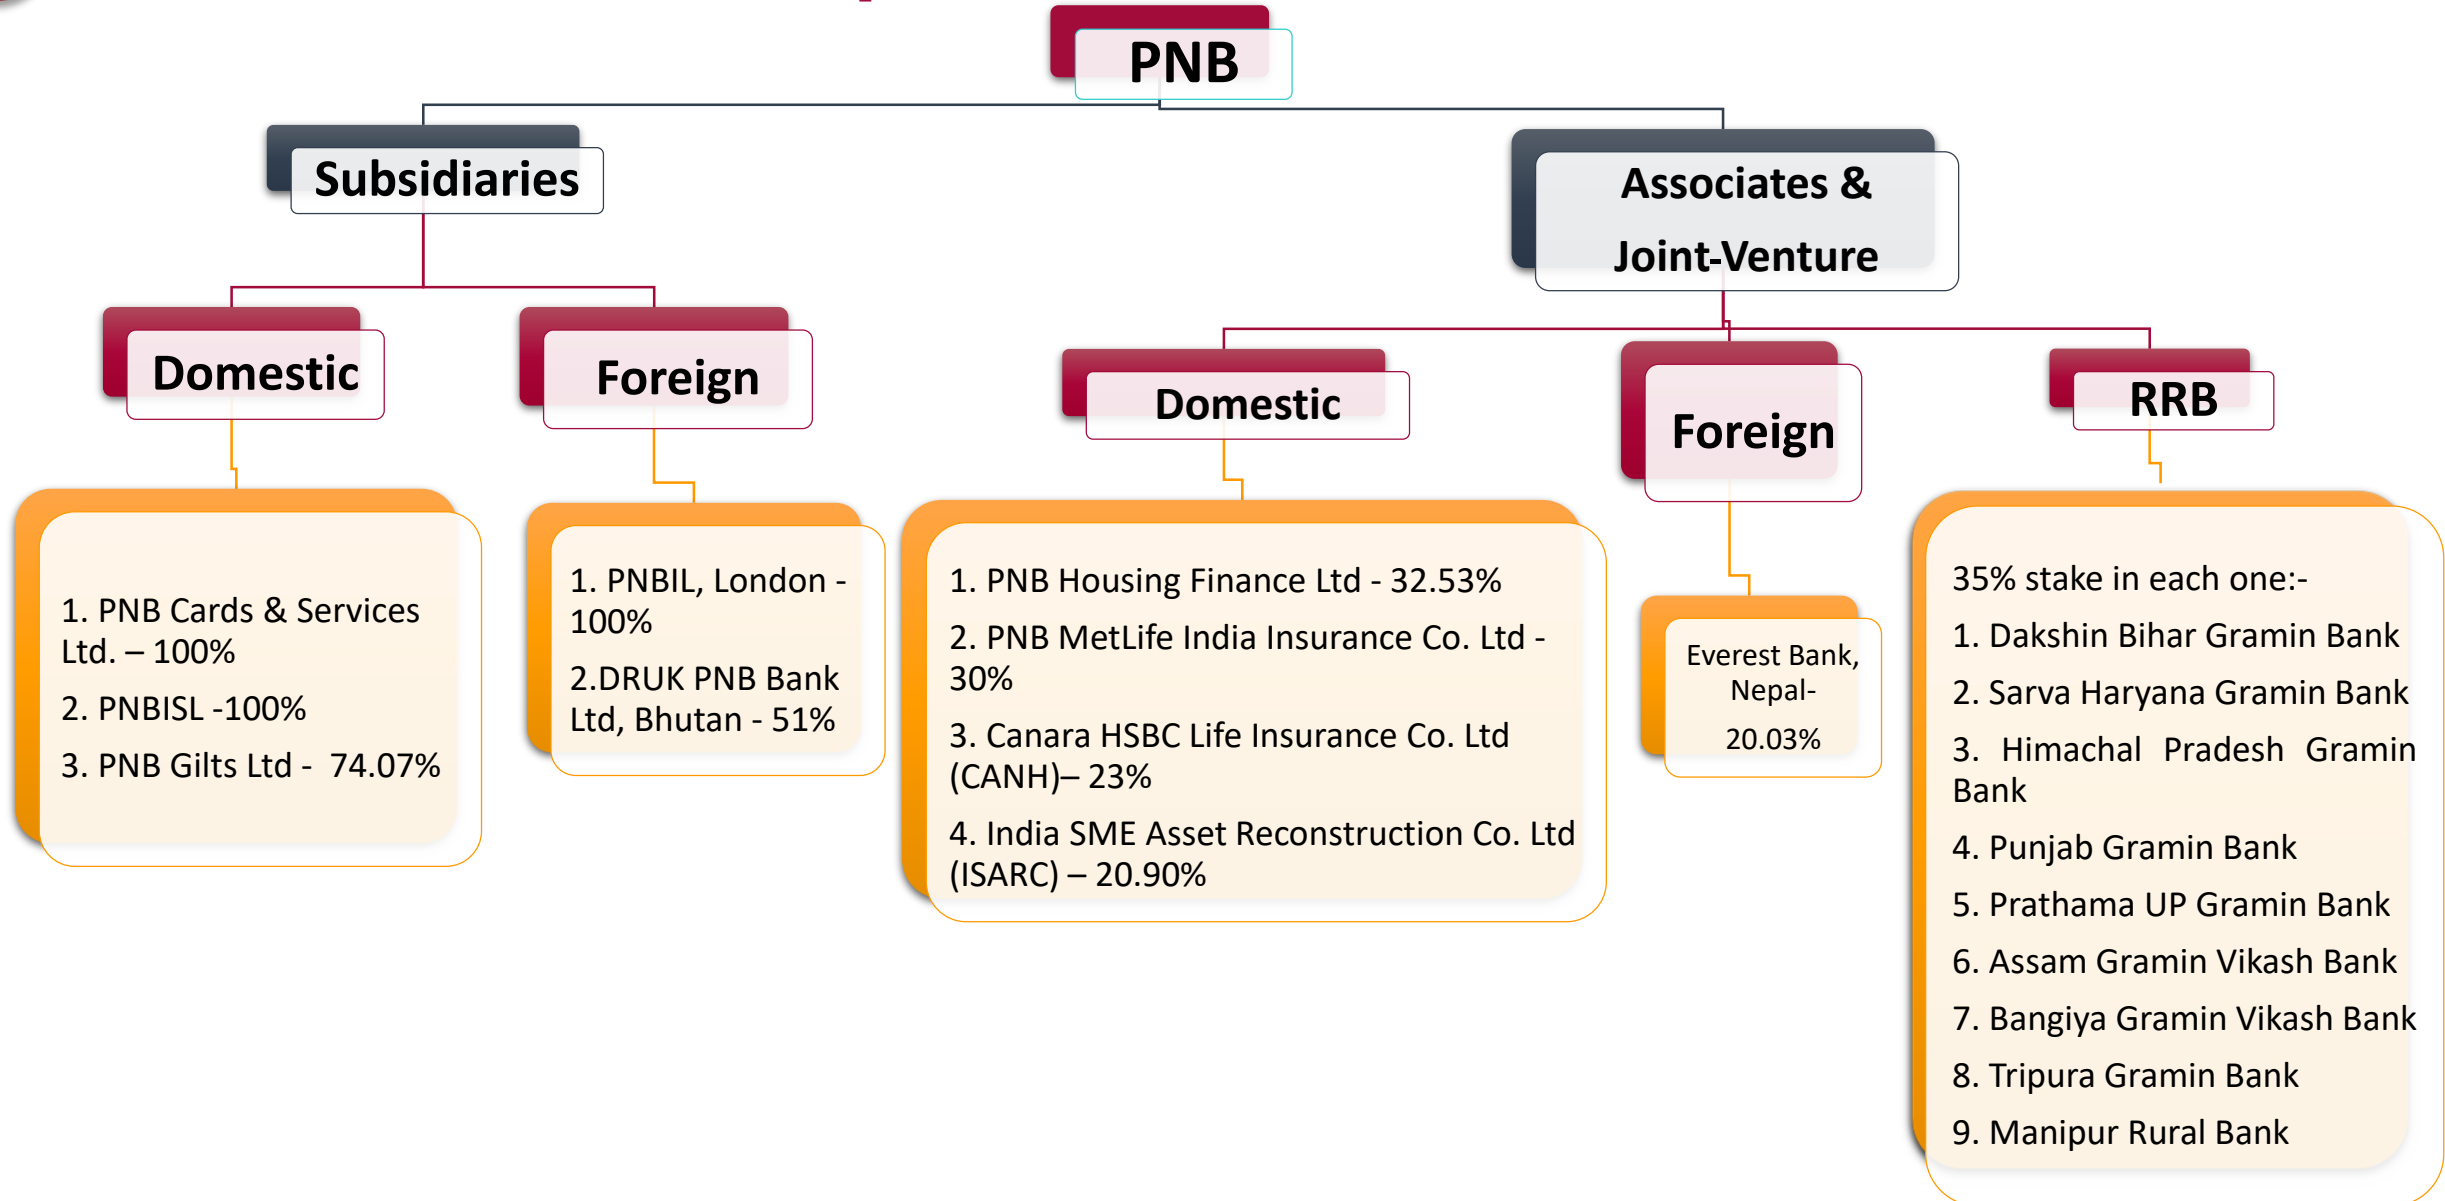 PNB
Subsidiaries
Associates &
Joint-Venture
Domestic
Foreign
Domestic
Foreign
RRB
1. PNB Cards & Services
Ltd. – 100%
2. PNBISL -100%
3. PNB Gilts Ltd - 74.07%
1. PNBIL, London -
100%
2.DRUK PNB Bank
Ltd, Bhutan - 51%
1. PNB Housing Finance Ltd - 32.53%
2. PNB MetLife India Insurance Co. Ltd -
30%
3. Canara HSBC Life Insurance Co. Ltd
(CANH)– 23%
4. India SME Asset Reconstruction Co. Ltd
(ISARC) – 20.90%
Everest Bank,
Nepal-
20.03%
35% stake in each one:-
1. Dakshin Bihar Gramin Bank
2. Sarva Haryana Gramin Bank
3. Himachal Pradesh Gramin
Bank
4. Punjab Gramin Bank
5. Prathama UP Gramin Bank
6. Assam Gramin Vikash Bank
7. Bangiya Gramin Vikash Bank
8. Tripura Gramin Bank
9. Manipur Rural Bank